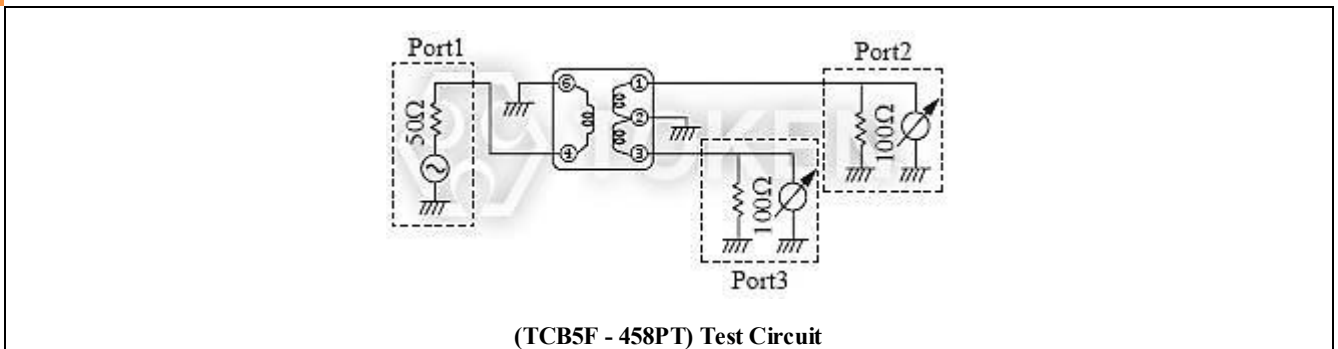 Port1
Port2
50Ω
⑥
①
②
④
③
100Ω
100Ω
Port3
(TCB5F - 458PT) Test Circuit